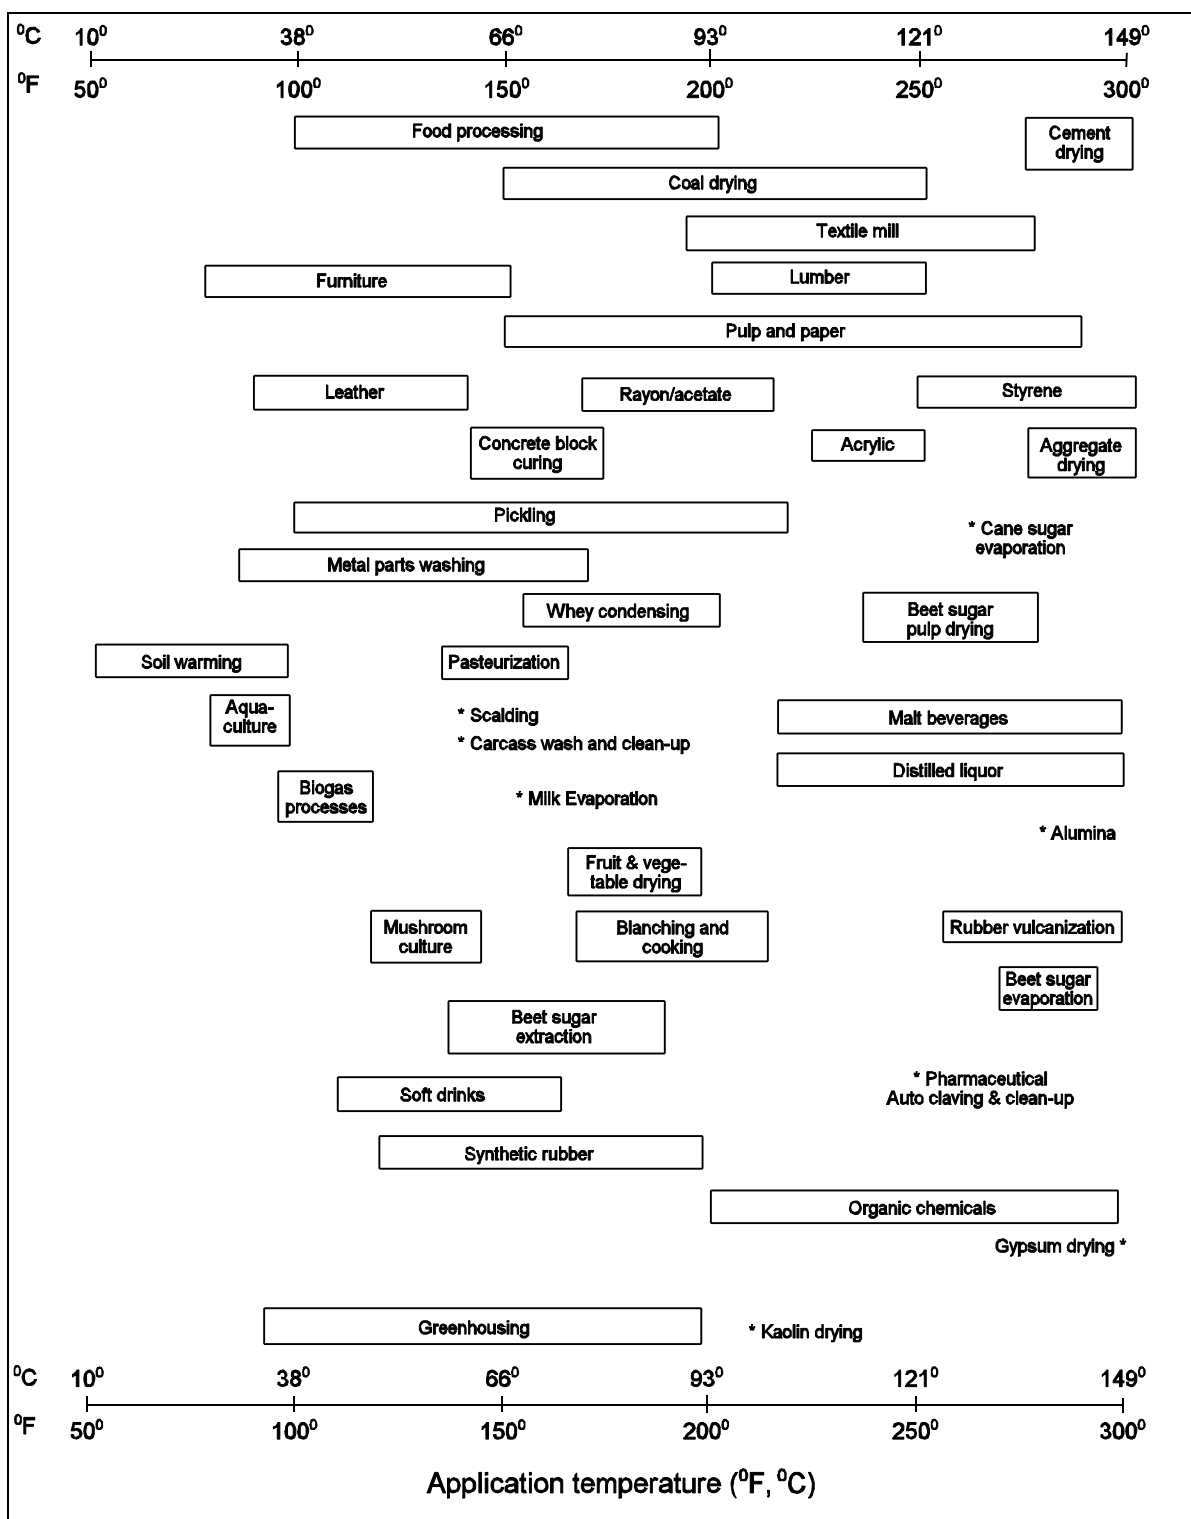 ⁰C 10⁰ 38⁰ 66⁰ 93⁰ 121⁰ 149⁰
⁰F 50⁰ 100⁰ 150⁰ 200⁰ 250⁰ 300⁰
Food processing
Cement
drying
Coal drying
Textile mill
Furniture
Lumber
Pulp and paper
Leather
Rayon/acetate
Styrene
Concrete block
curing
Acrylic
Aggregate
drying
Pickling
* Cane sugar
evaporation
Metal parts washing
Whey condensing
Beet sugar
pulp drying
Soil warming
Pasteurization
Aqua-
culture
* Scalding
* Carcass wash and clean-up
Malt beverages
Distilled liquor
Biogas
processes
* Milk Evaporation
* Alumina
Fruit & vege-
table drying
Mushroom
culture
Blanching and
cooking
Rubber vulcanization
Beet sugar
evaporation
Beet sugar
extraction
* Pharmaceutical
Auto claving & clean-up
Soft drinks
Synthetic rubber
Organic chemicals
Gypsum drying *
Greenhousing
* Kaolin drying
⁰C 10⁰ 38⁰ 66⁰ 93⁰ 121⁰ 149⁰
⁰F 50⁰ 100⁰ 150⁰ 200⁰ 250⁰ 300⁰
Application temperature (⁰F, ⁰C)